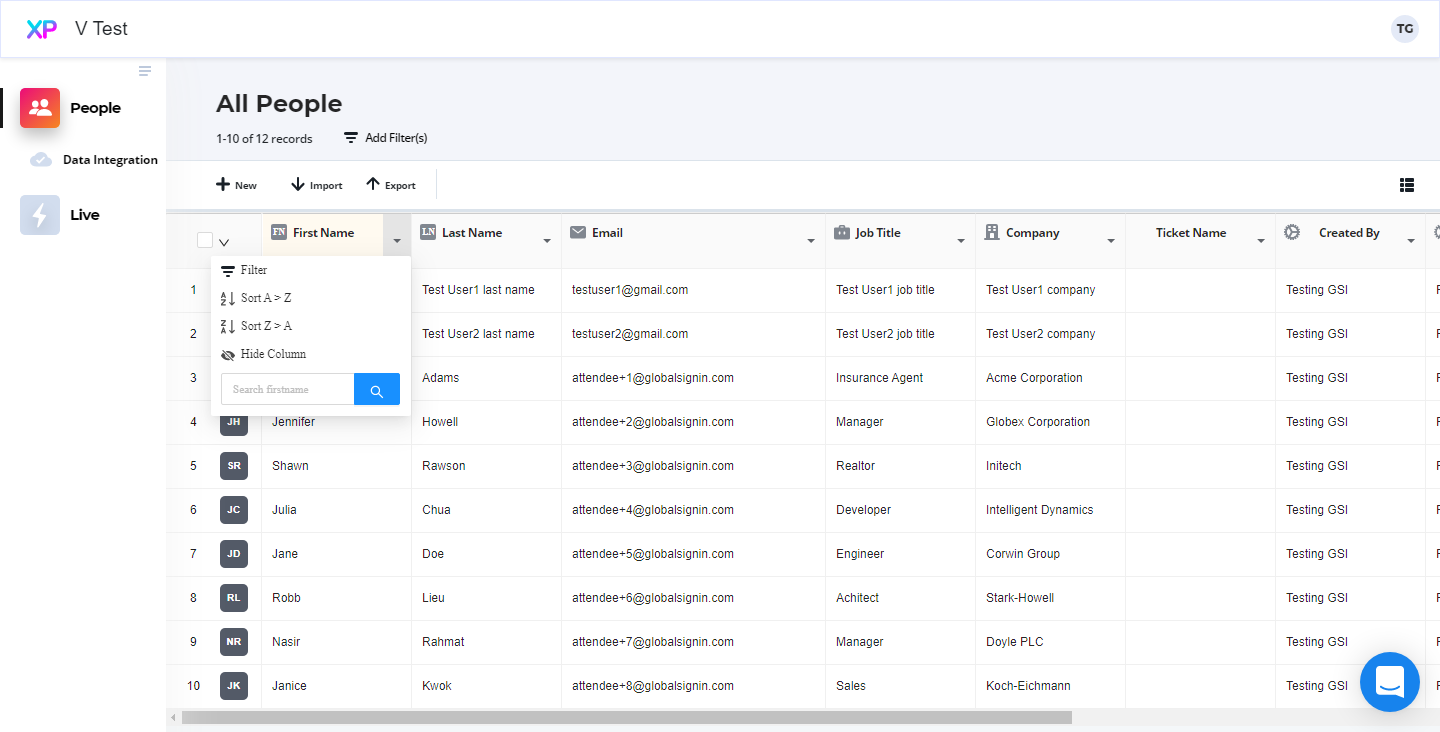 XP V Test TG
People
Data Integration
Live
All People
1-10 of 12 records Add Filter(s)
New Import Export
FN First Name LN Last Name Email Job Title Company Ticket Name Created By
Filter
Sort A > Z
Sort Z > A
Hide Column
Search firstname
1 Test User1 last name testuser1@gmail.com Test User1 job title Test User1 company Testing GSI
2 Test User2 last name testuser2@gmail.com Test User2 job title Test User2 company Testing GSI
3 Adams attendee+1@globalsignin.com Insurance Agent Acme Corporation Testing GSI
4 JH Jennifer Howell attendee+2@globalsignin.com Manager Globex Corporation Testing GSI
5 SR Shawn Rawson attendee+3@globalsignin.com Realtor Initech Testing GSI
6 JC Julia Chua attendee+4@globalsignin.com Developer Intelligent Dynamics Testing GSI
7 JD Jane Doe attendee+5@globalsignin.com Engineer Corwin Group Testing GSI
8 RL Robb Lieu attendee+6@globalsignin.com Achitect Stark-Howell Testing GSI
9 NR Nasir Rahmat attendee+7@globalsignin.com Manager Doyle PLC Testing GSI
10 JK Janice Kwok attendee+8@globalsignin.com Sales Koch-Eichmann Testing GSI